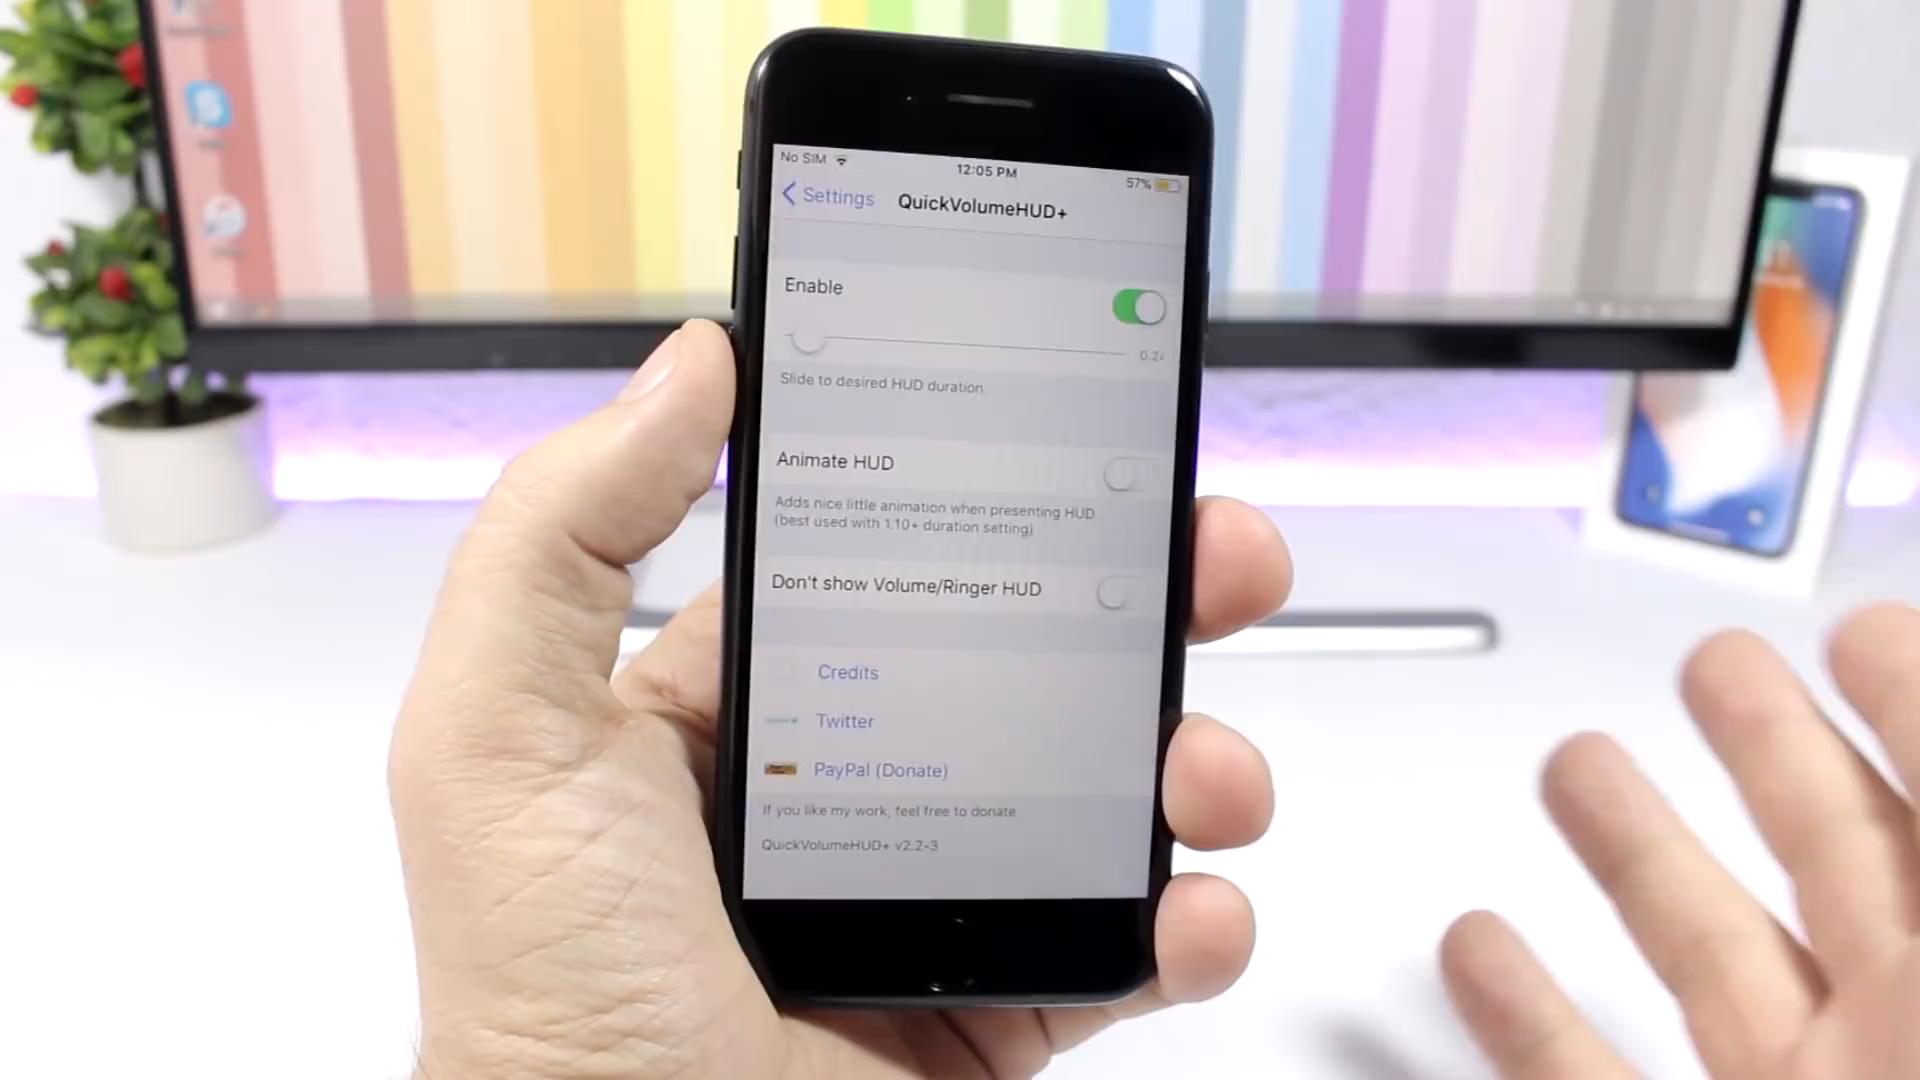 No SIM
12:05 PM
57%
Settings
QuickVolumeHUD+
Enable
0.24
Slide to desired HUD duration.
Animate HUD
Adds nice little animation when presenting HUD
(best used with 1.10+ duration setting)
Don't show Volume/Ringer HUD
Credits
Twitter
PayPal (Donate)
If you like my work, feel free to donate
QuickVolumeHUD+ v2.2-3